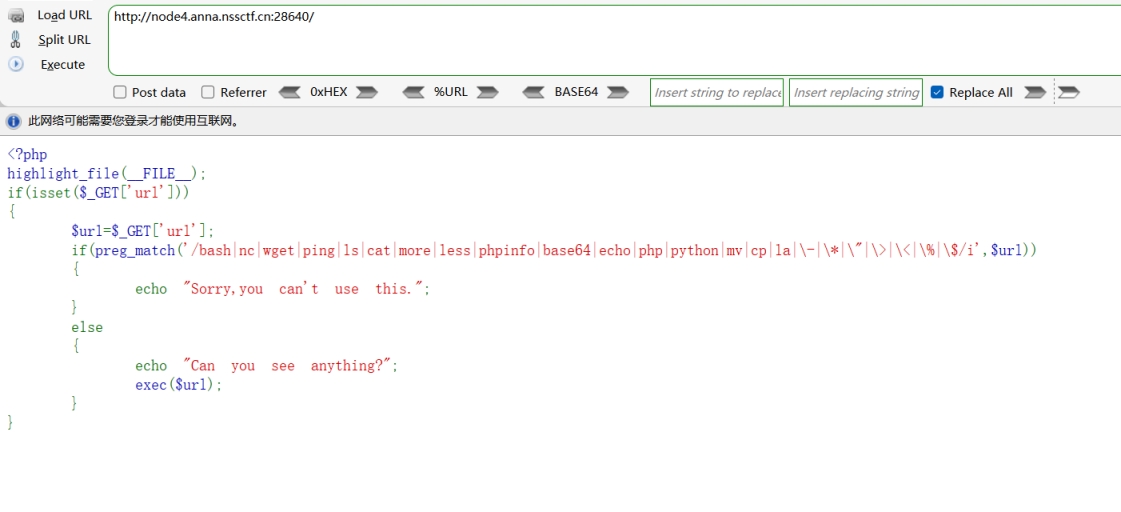 Load URL
http://node4.anna.nssctf.cn:28640/
Split URL
Execute
Post data Referrer 0xHEX %URL BASE64 Insert string to replace Insert replacing string Replace All
此网络可能需要您登录才能使用互联网。
<?php
highlight_file(__FILE__);
if(isset($_GET['url']))
{
$url=$_GET['url'];
if(preg_match('/bash|nc|wget|ping|ls|cat|more|less|phpinfo|base64|echo|php|python|mv|cp|la|\-|\*|\"|\>|\<|\%|\$/i',$url))
{
echo "Sorry,you can't use this.";
}
else
{
echo "Can you see anything?";
exec($url);
}
}